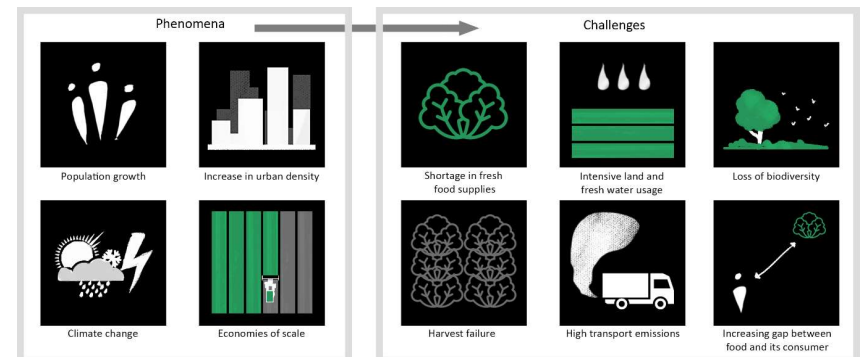 Phenomena
Challenges
Population growth
Increase in urban density
Shortage in fresh
food supplies
Intensive land and
fresh water usage
Loss of biodiversity
Climate change
Economies of scale
Harvest failure
High transport emissions
Increasing gap between
food and its consumer